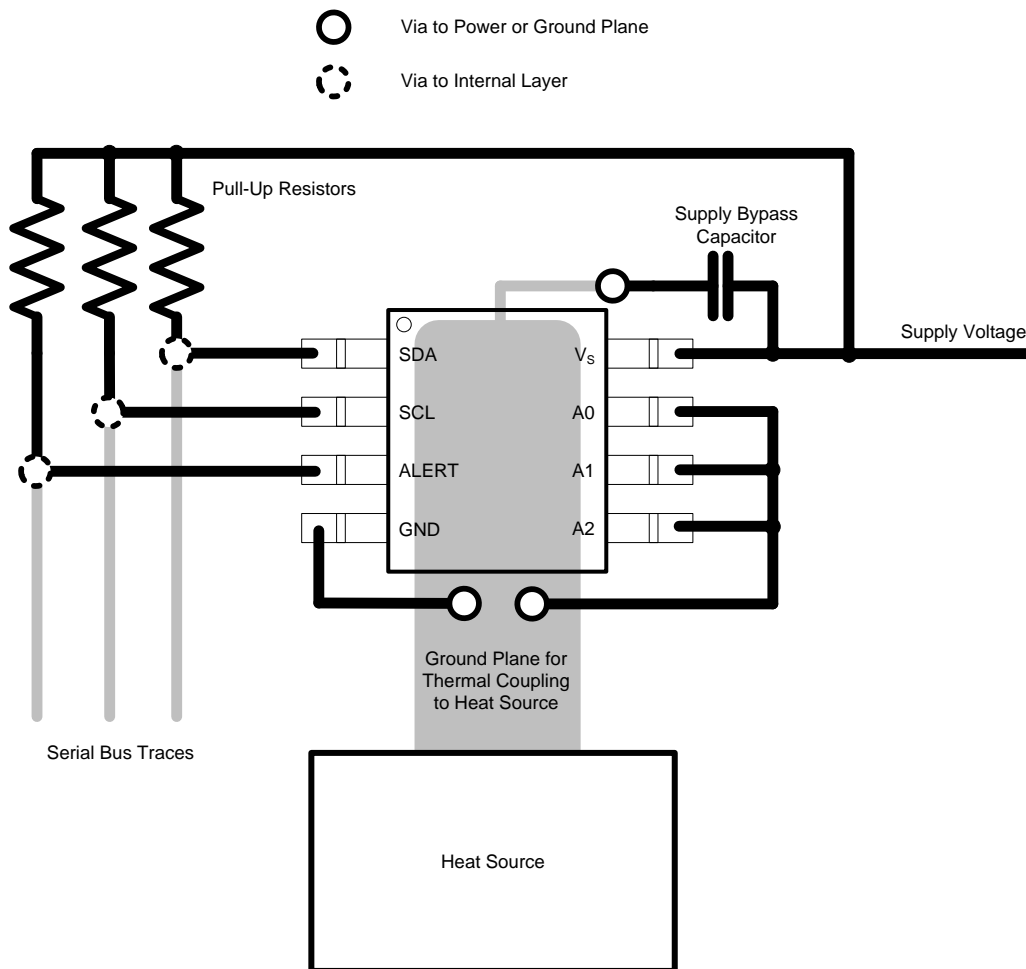 Via to Power or Ground Plane
Via to Internal Layer
Pull-Up Resistors
Supply Bypass
Capacitor
Supply Voltage
SDA
VS
SCL
A0
ALERT
A1
GND
A2
Ground Plane for
Thermal Coupling
to Heat Source
Serial Bus Traces
Heat Source